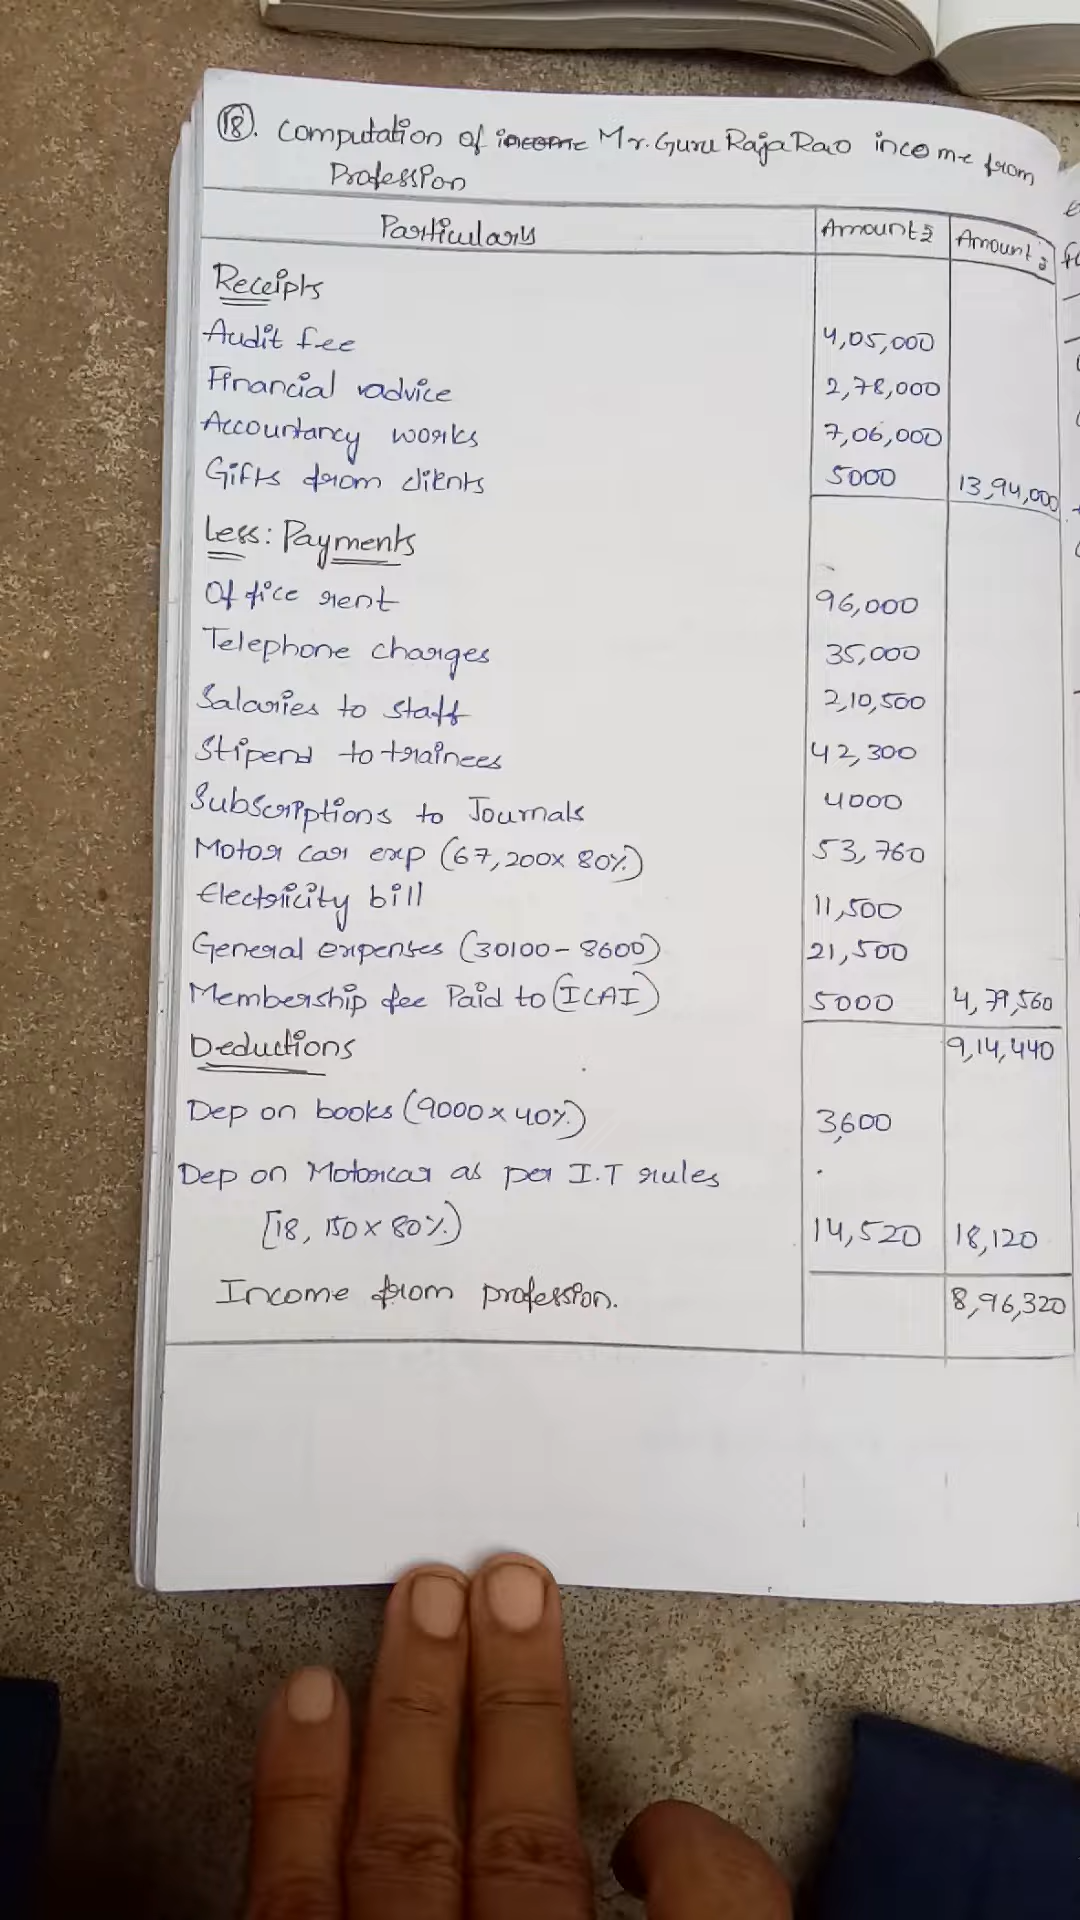 18. Computation of income Mr. Guru Raja Rao income from
Profession
Particulars Amount ₹ Amount ₹
Receipts
Audit fee 4,05,000
Financial advice 2,78,000
Accountancy works 7,06,000
Gifts from clients 5000 13,94,000
Less: Payments
Office rent 96,000
Telephone charges 35,000
Salaries to staff 2,10,500
Stipend to trainees 42,300
Subscriptions to Journals 4000
Motor car exp (67,200x 80%) 53,760
Electricity bill 11,500
General expenses (30100-8600) 21,500
Membership fee Paid to (ICAI) 5000 4,79,560
Deductions 9,14,440
Dep on books (9000 x 40%) 3,600
Dep on Motorcar as per I.T rules
[18, 150 x 80%) 14,520 18,120
Income from profession. 8,96,320